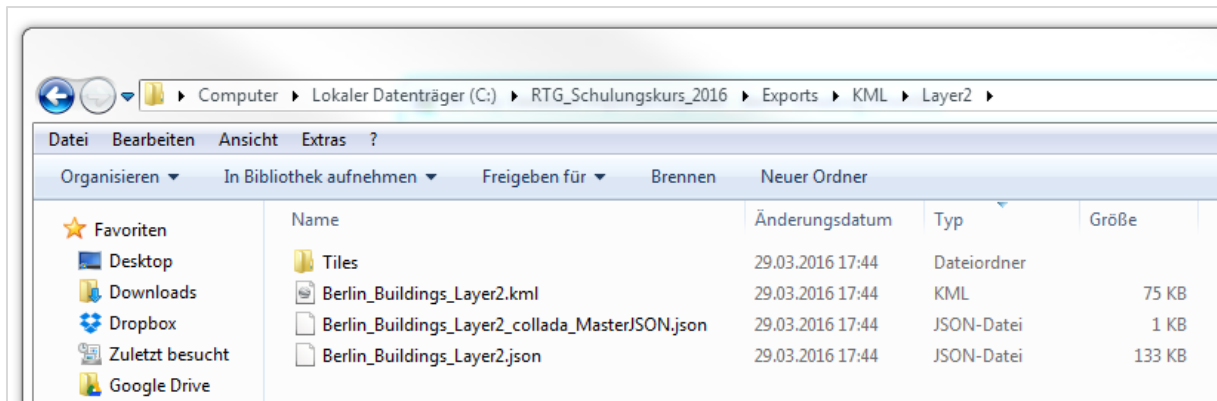 Computer Lokaler Datenträger (C:) RTG_Schulungskurs_2016 Exports KML Layer2
Datei Bearbeiten Ansicht Extras ?
Organisieren In Bibliothek aufnehmen Freigeben für Brennen Neuer Ordner
Favoriten
Desktop
Downloads
Dropbox
Zuletzt besucht
Google Drive
Name Änderungsdatum Typ Größe
Tiles 29.03.2016 17:44 Dateiordner
Berlin_Buildings_Layer2.kml 29.03.2016 17:44 KML 75 KB
Berlin_Buildings_Layer2_collada_MasterJSON.json 29.03.2016 17:44 JSON-Datei 1 KB
Berlin_Buildings_Layer2.json 29.03.2016 17:44 JSON-Datei 133 KB